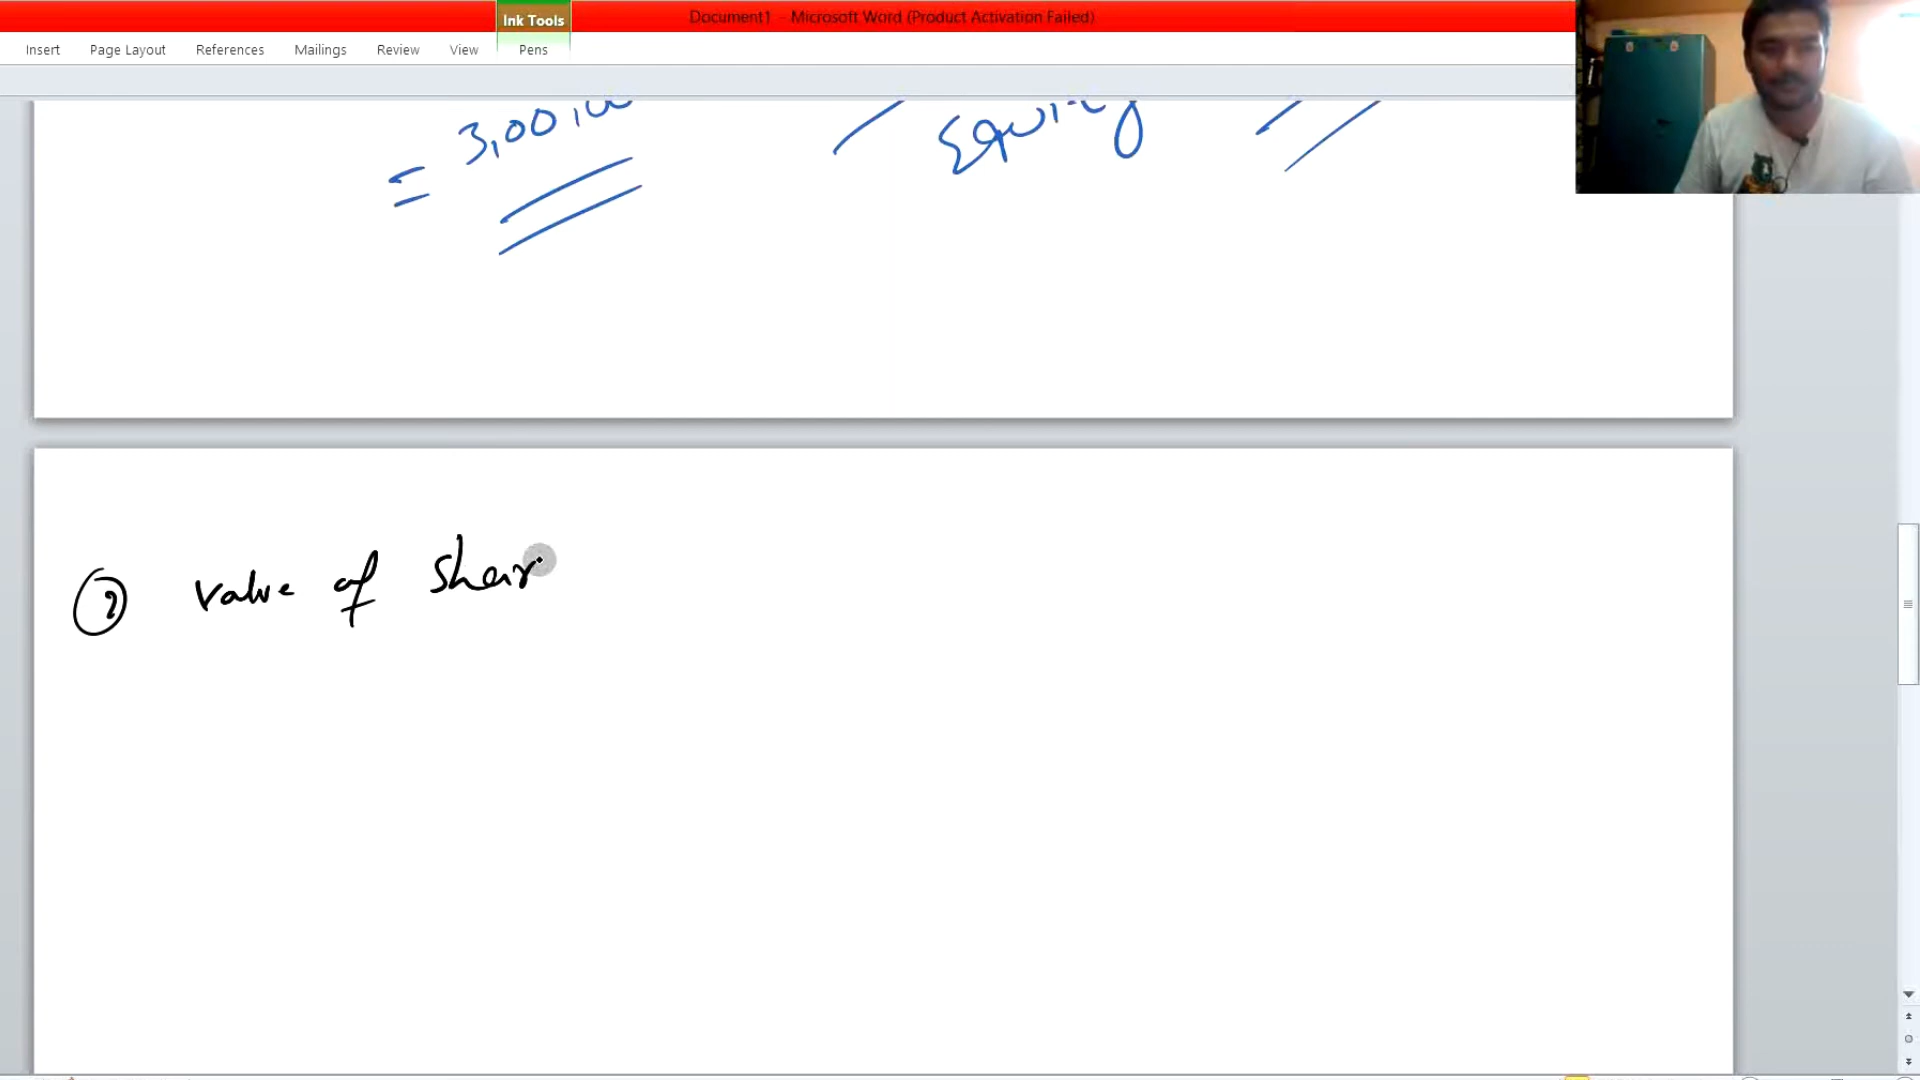 Ink Tools
Document1 - Microsoft Word (Product Activation Failed)
Insert Page Layout References Mailings Review View Pens
= 3,00,000
Equity
② value of shar